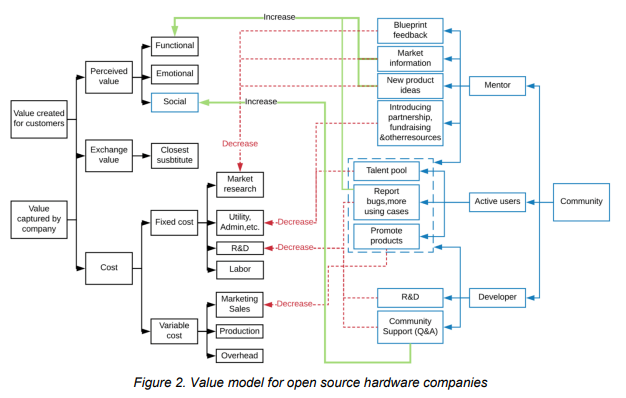 Increase
Blueprint
feedback
Functional
Market
information
Perceived
value
Emotional
New product
ideas
Mentor
Social
Increase
Value created
for customers
Introducing
partnership,
fundraising
&otherresources
Decrease
Exchange
value
Closest
susbtitute
Talent pool
Market
research
Report
bugs,more
using cases
Active users
Community
Value
captured by
company
Fixed cost
Utility,
Admin,etc.
Decrease
Promote
products
R&D
Decrease
Cost
Labor
Marketing
Sales
Decrease
R&D
Developer
Variable
cost
Production
Community
Support (Q&A)
Overhead
Figure 2. Value model for open source hardware companies